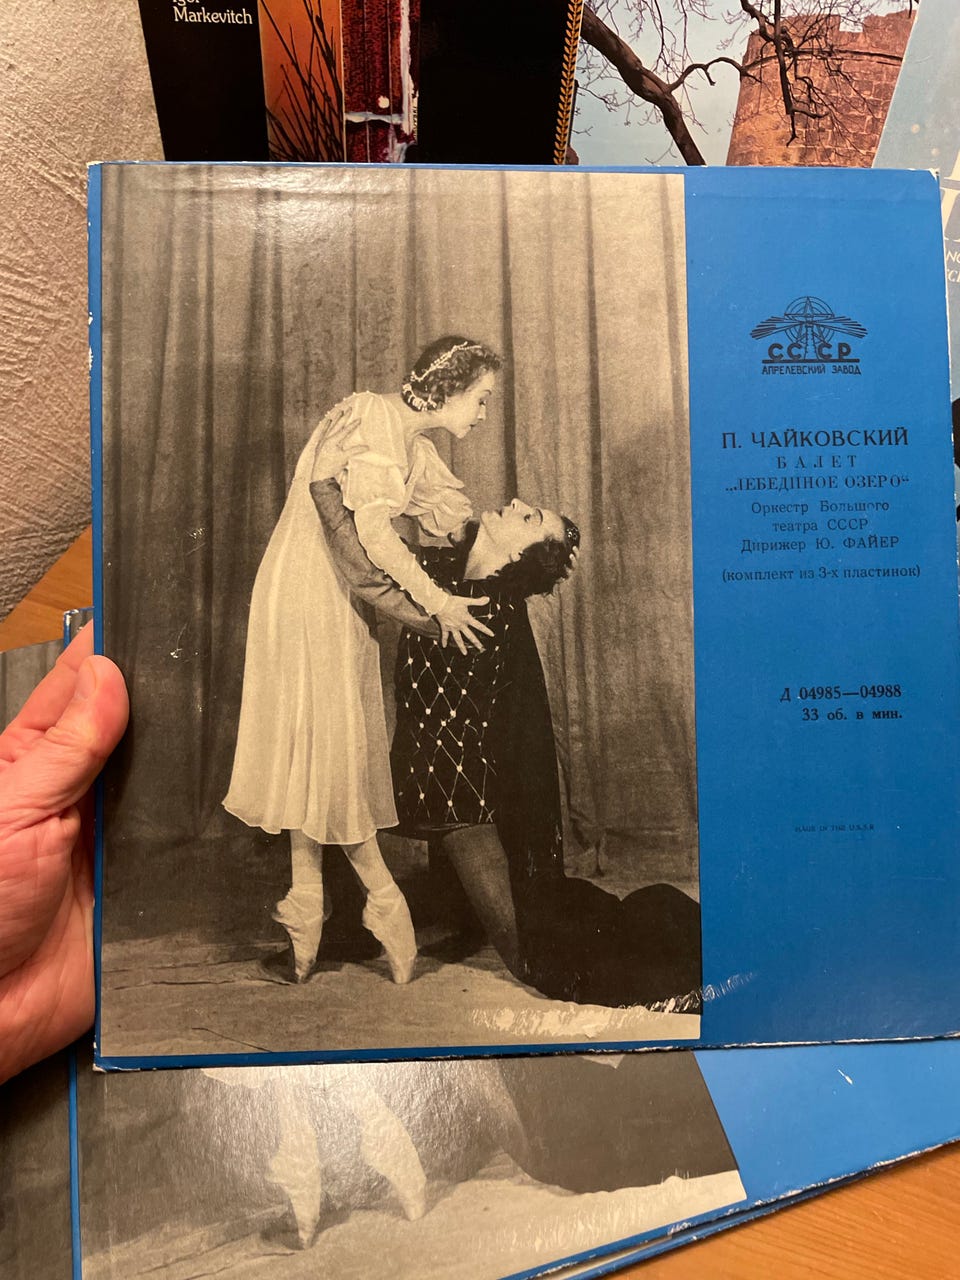 Igor
Markevitch
СССР
АПРЕЛЕВСКИЙ ЗАВОД
П. ЧАЙКОВСКИЙ
БАЛЕТ
„ЛЕБЕДИНОЕ ОЗЕРО“
Оркестр Большого
театра СССР
Дирижер Ю. ФАЙЕР
(комплект из 3-х пластинок)
Д 04985—04988
33 об. в мин.
MADE IN THE U.S.S.R